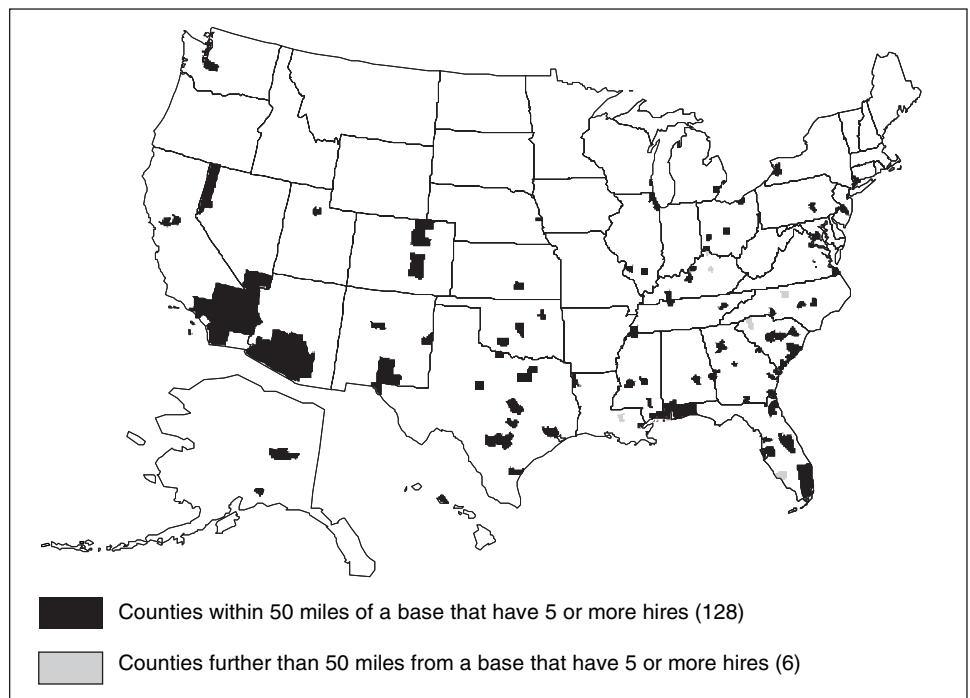 Counties within 50 miles of a base that have 5 or more hires (128)
Counties further than 50 miles from a base that have 5 or more hires (6)